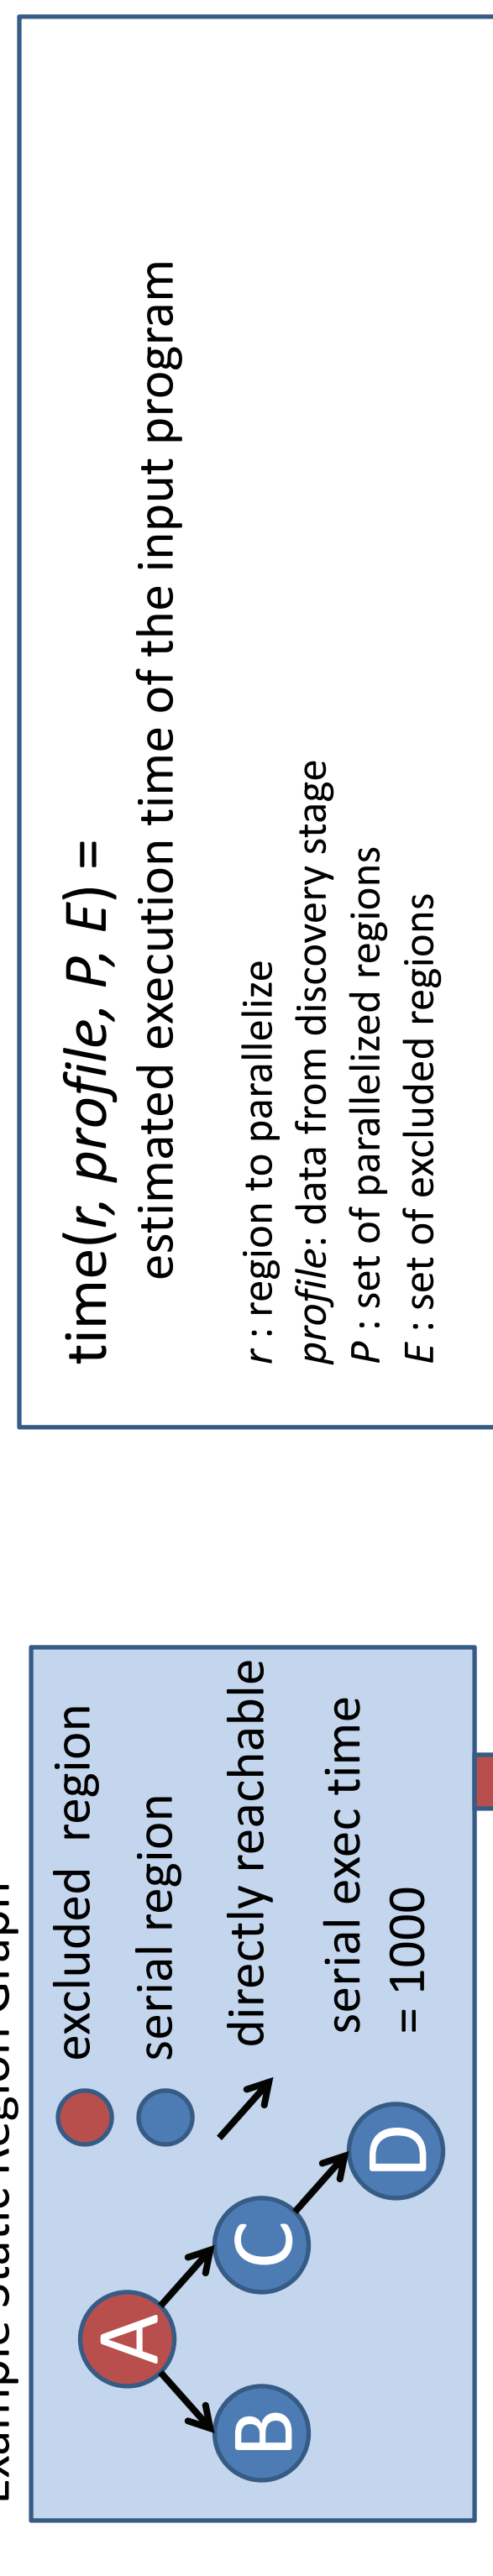 Example Static Region Graph
A
B
C
D
excluded region
serial region
directly reachable
serial exec time
= 1000
time(r, profile, P, E) =
estimated execution time of the input program
r : region to parallelize
profile: data from discovery stage
P : set of parallelized regions
E : set of excluded regions